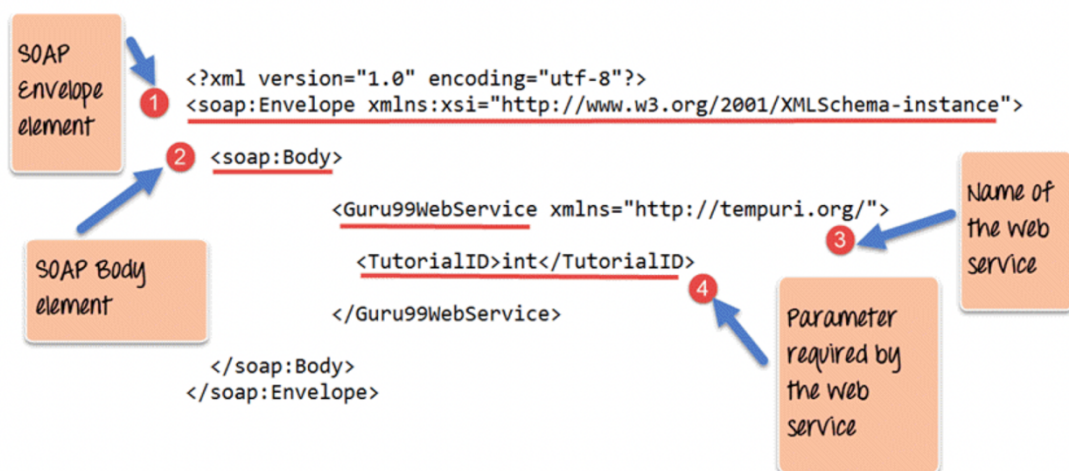 SOAP
Envelope
element
1
<?xml version="1.0" encoding="utf-8"?>
<soap:Envelope xmlns:xsi="http://www.w3.org/2001/XMLSchema-instance">
2
<soap:Body>
<Guru99WebService xmlns="http://tempuri.org/">
3
Name of
the web
service
SOAP Body
element
<TutorialID>int</TutorialID>
4
Parameter
required by
the web
service
</Guru99WebService>
</soap:Body>
</soap:Envelope>